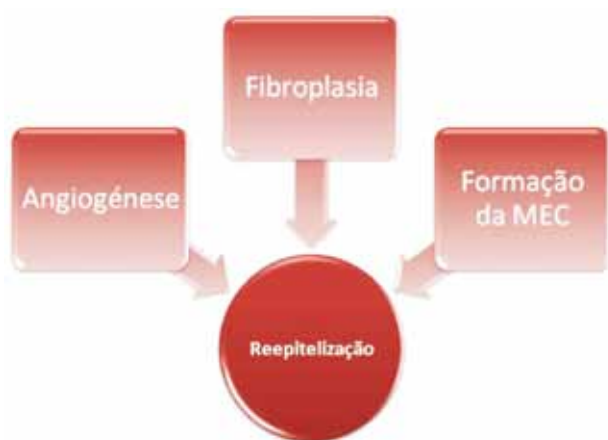 Fibroplasia
Angiogénese
Formação
da MEC
Reepitelização